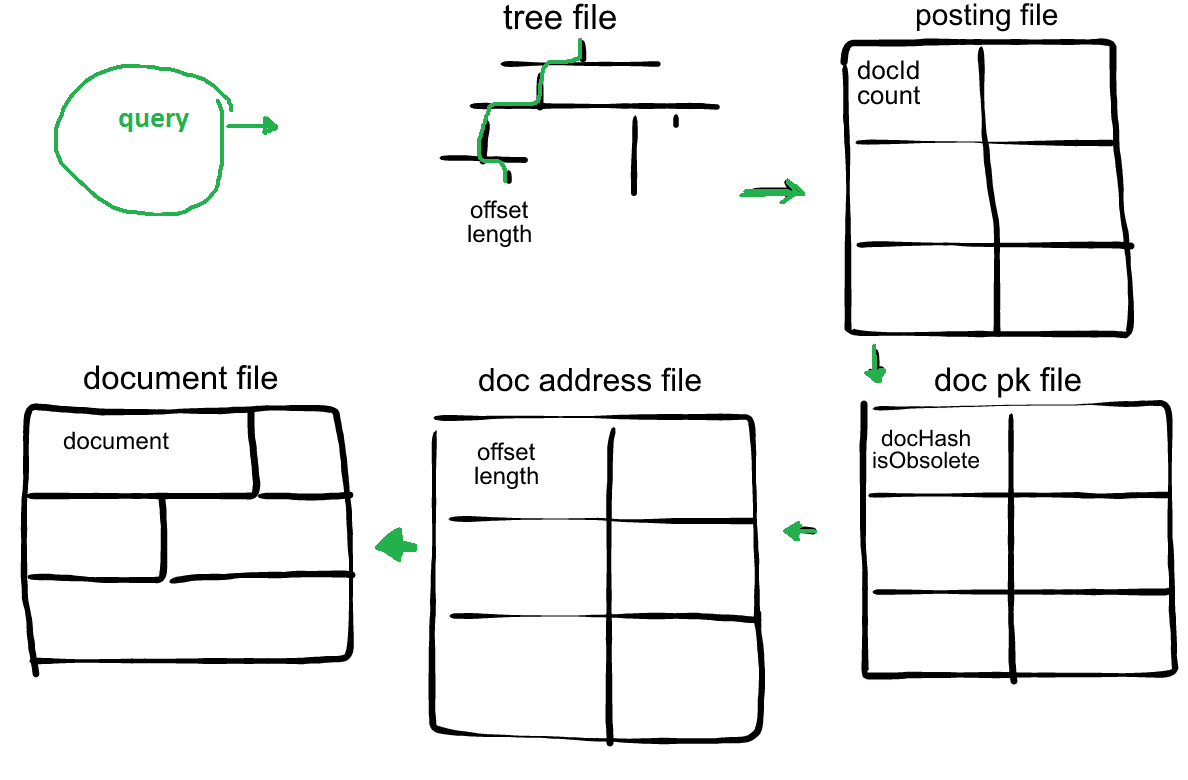 query
tree file
offset
length
posting file
docId
count
doc pk file
docHash
isObsolete
doc address file
offset
length
document file
document